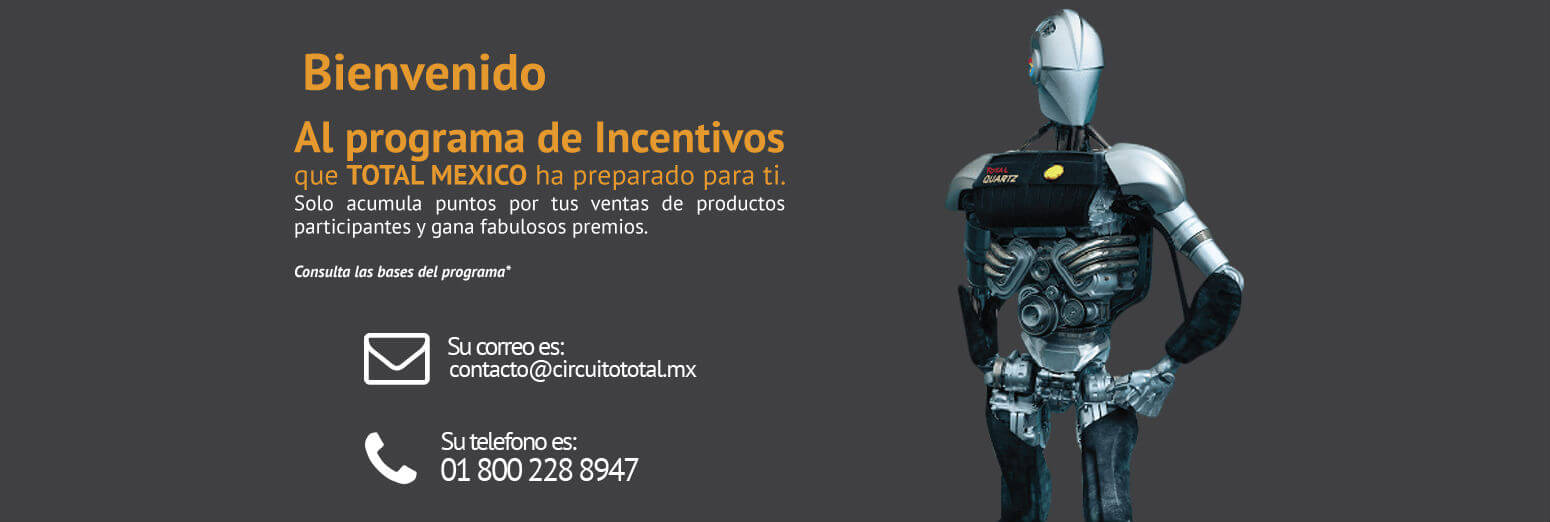 Bienvenido
Al programa de Incentivos
que TOTAL MEXICO ha preparado para ti.
Solo acumula puntos por tus ventas de productos
participantes y gana fabulosos premios.
Consulta las bases del programa*
Su correo es:
contacto@circuitototal.mx
Su telefono es:
01 800 228 8947
TOTAL
QUARTZ